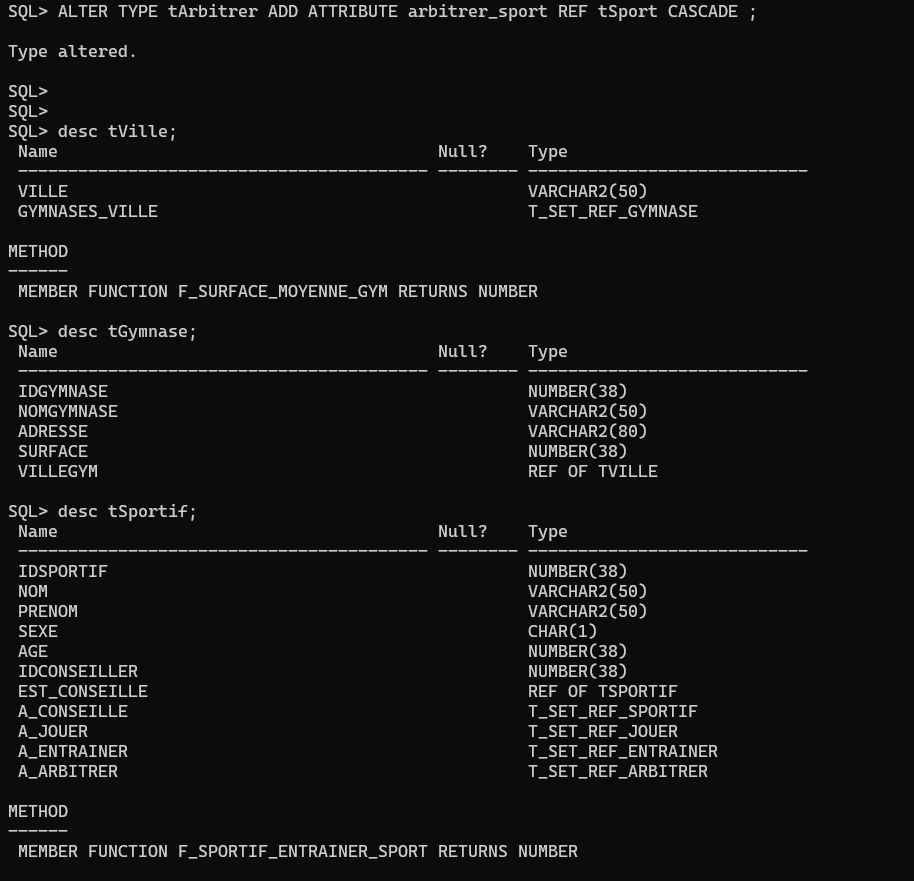 SQL> ALTER TYPE tArbitrer ADD ATTRIBUTE arbitrer_sport REF tSport CASCADE ;
Type altered.
SQL>
SQL>
SQL> desc tVille;
Name Null? Type
----------------------------------------- -------- ----------------------------
VILLE VARCHAR2(50)
GYMNASES_VILLE T_SET_REF_GYMNASE
METHOD
------
MEMBER FUNCTION F_SURFACE_MOYENNE_GYM RETURNS NUMBER
SQL> desc tGymnase;
Name Null? Type
----------------------------------------- -------- ----------------------------
IDGYMNASE NUMBER(38)
NOMGYMNASE VARCHAR2(50)
ADRESSE VARCHAR2(80)
SURFACE NUMBER(38)
VILLEGYM REF OF TVILLE
SQL> desc tSportif;
Name Null? Type
----------------------------------------- -------- ----------------------------
IDSPORTIF NUMBER(38)
NOM VARCHAR2(50)
PRENOM VARCHAR2(50)
SEXE CHAR(1)
AGE NUMBER(38)
IDCONSEILLER NUMBER(38)
EST_CONSEILLE REF OF TSPORTIF
A_CONSEILLE T_SET_REF_SPORTIF
A_JOUER T_SET_REF_JOUER
A_ENTRAINER T_SET_REF_ENTRAINER
A_ARBITRER T_SET_REF_ARBITRER
METHOD
------
MEMBER FUNCTION F_SPORTIF_ENTRAINER_SPORT RETURNS NUMBER